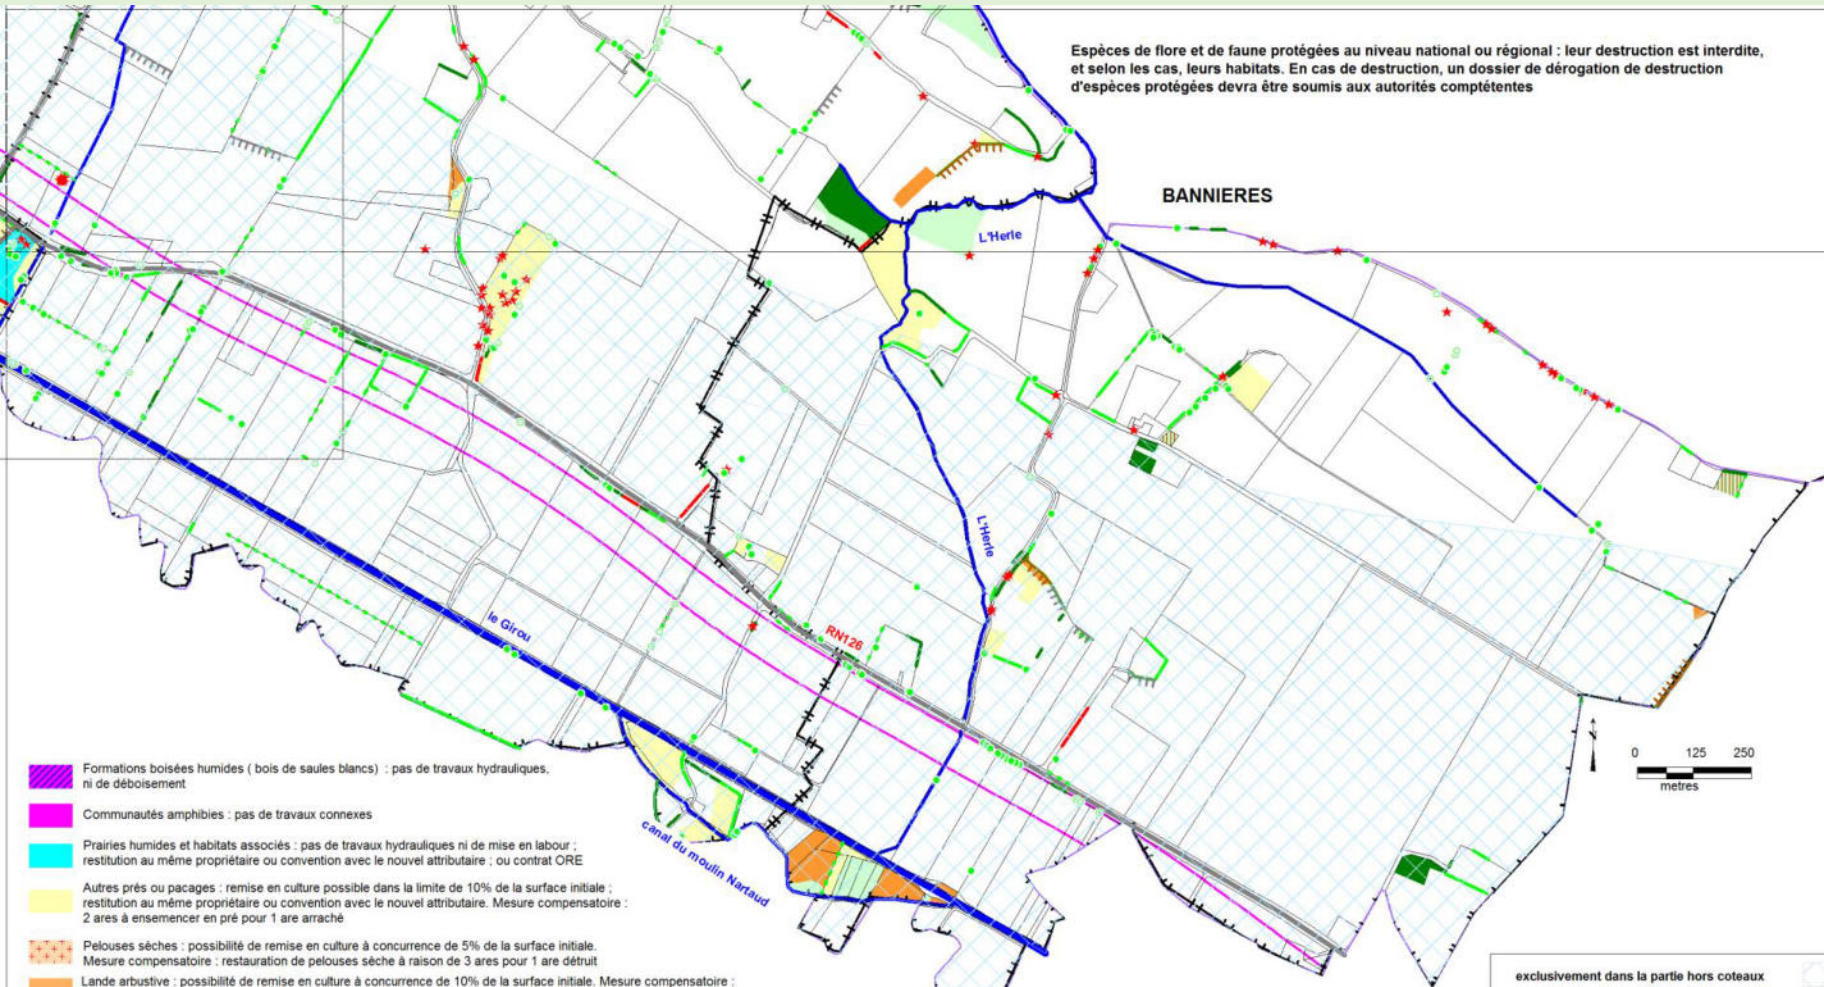 Espèces de flore et de faune protégées au niveau national ou régional : leur destruction est interdite,
et selon les cas, leurs habitats. En cas de destruction, un dossier de dérogation de destruction
d'espèces protégées devra être soumis aux autorités comptétentes
BANNIERES
L'Herle
L'Herle
le Girou
RN126
canal du moulin Nartaud
N
0 125 250
metres
Formations boisées humides ( bois de saules blancs) : pas de travaux hydrauliques,
ni de déboisement
Communautés amphibies : pas de travaux connexes
Prairies humides et habitats associés : pas de travaux hydrauliques ni de mise en labour ;
restitution au même propriétaire ou convention avec le nouvel attributaire ; ou contrat ORE
Autres prés ou pacages : remise en culture possible dans la limite de 10% de la surface initiale ;
restitution au même propriétaire ou convention avec le nouvel attributaire. Mesure compensatoire :
2 ares à ensemencer en pré pour 1 are arraché
Pelouses sèches : possibilité de remise en culture à concurrence de 5% de la surface initiale.
Mesure compensatoire : restauration de pelouses sèche à raison de 3 ares pour 1 are détruit
Lande arbustive : possibilité de remise en culture à concurrence de 10% de la surface initiale. Mesure compensatoire :
exclusivement dans la partie hors coteaux